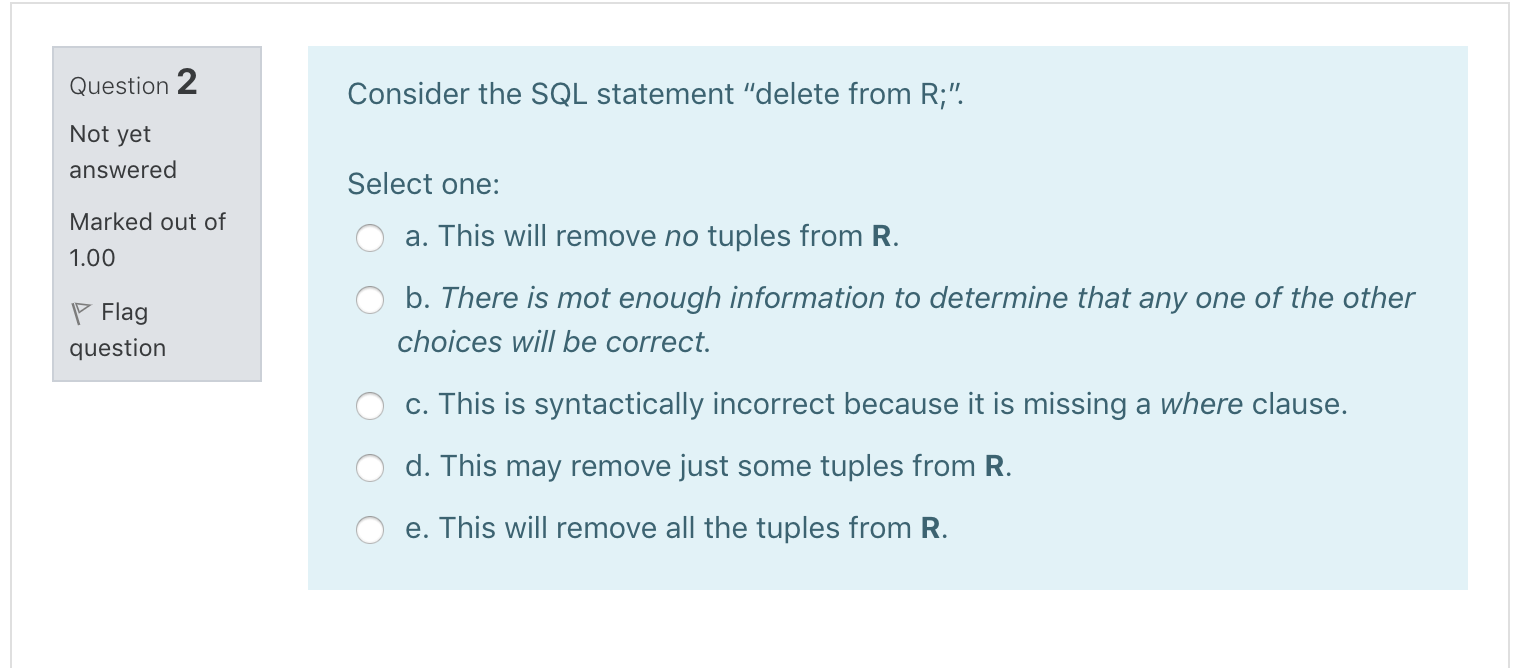 Question 2
Not yet
answered
Marked out of
1.00
Flag
question
Consider the SQL statement “delete from R;”.
Select one:
a. This will remove no tuples from R.
b. There is mot enough information to determine that any one of the other
choices will be correct.
c. This is syntactically incorrect because it is missing a where clause.
d. This may remove just some tuples from R.
e. This will remove all the tuples from R.